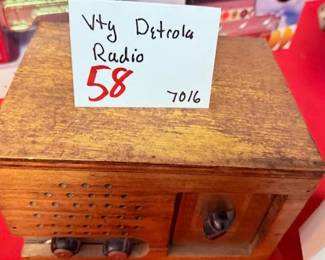 Vtg Detrola
Radio
58
7016